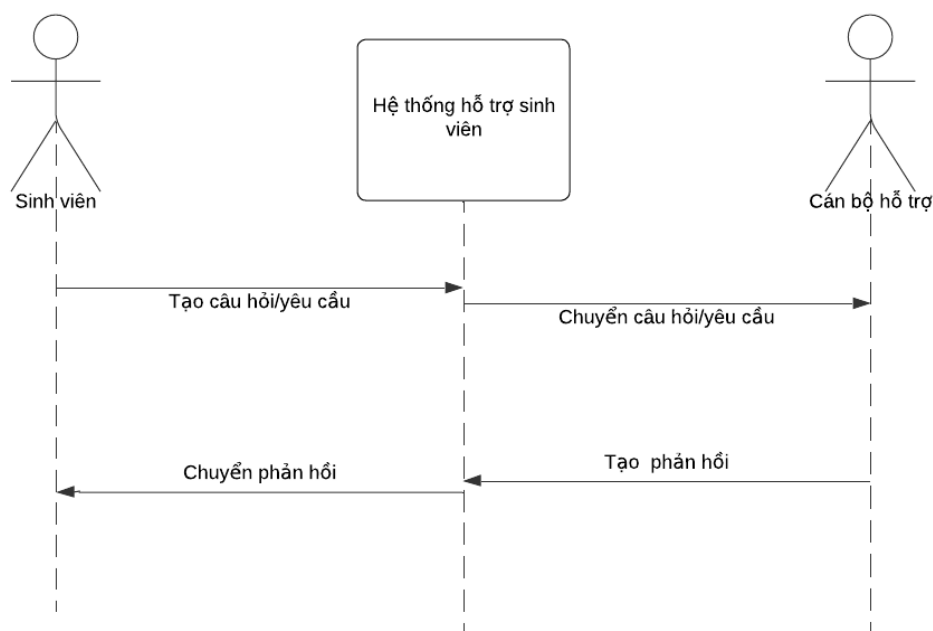 Hệ thống hỗ trợ sinh
viên
Sinh viên
Cán bộ hỗ trợ
Tạo câu hỏi/yêu cầu
Chuyển câu hỏi/yêu cầu
Tạo phản hồi
Chuyển phản hồi